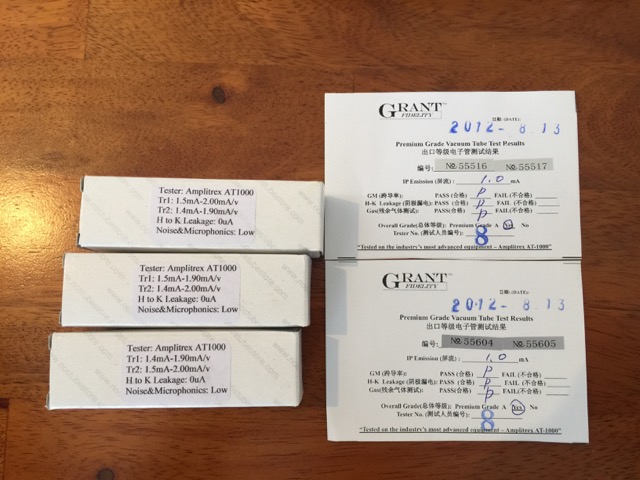 Tester: Amplitrex AT1000
Tr1: 1.5mA-2.00mA/v
Tr2: 1.4mA-1.90mA/v
H to K Leakage: 0uA
Noise&Microphonics: Low
Tester: Amplitrex AT1000
Tr1: 1.5mA-1.90mA/v
Tr2: 1.4mA-2.00mA/v
H to K Leakage: 0uA
Noise&Microphonics: Low
Tester: Amplitrex AT1000
Tr1: 1.4mA-1.90mA/v
Tr2: 1.5mA-2.00mA/v
H to K Leakage: 0uA
Noise&Microphonics: Low
GRANT™
FIDELITY
日期: (DATE):
2012-8.13
Premium Grade Vacuum Tube Test Results
出口等级电子管测试结果
编号: №55516 №55517
IP Emission (屏流): 1.0 mA
GM (跨导率): PASS (合格) P FAIL (不合格)
H-K Leakage (阴极漏电): PASS (合格) P FAIL (不合格)
Gas(残余气体测试): PASS(合格) P FAIL(不合格)
Overall Grade(总体等级): Premium Grade A Yes No
Tester No. (测试人员编号): 8
"Tested on the industry's most advanced equipment – Amplitrex AT-1000"
GRANT™
FIDELITY
日期: (DATE):
2012-8.13
Premium Grade Vacuum Tube Test Results
出口等级电子管测试结果
编号: №55604 №55605
IP Emission (屏流): 1.0 mA
GM (跨导率): PASS (合格) P FAIL (不合格)
H-K Leakage (阴极漏电): PASS (合格) P FAIL (不合格)
Gas(残余气体测试): PASS(合格) P FAIL(不合格)
Overall Grade(总体等级): Premium Grade A Yes No
Tester No. (测试人员编号): 8
"Tested on the industry's most advanced equipment – Amplitrex AT-1000"